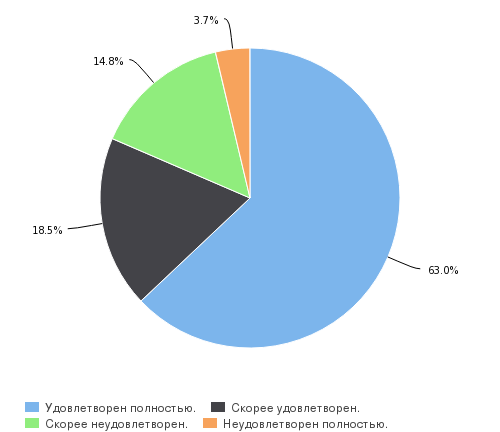 3.7%
14.8%
18.5%
63.0%
Удовлетворен полностью. Скорее удовлетворен.
Скорее неудовлетворен. Неудовлетворен полностью.